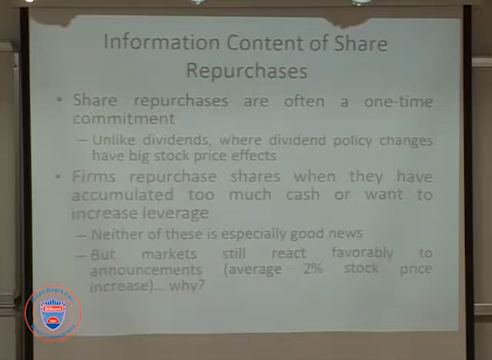 Information Content of Share
Repurchases
• Share repurchases are often a one-time
commitment
– Unlike dividends, where dividend policy changes
have big stock price effects
• Firms repurchase shares when they have
accumulated too much cash or want to
increase leverage
– Neither of these is especially good news
– But markets still react favorably to
announcements (average 2% stock price
increase)... why?